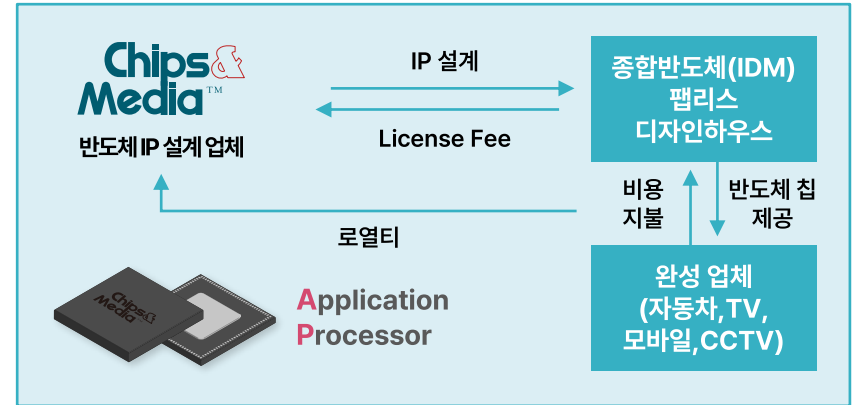 Chips&
Media™
반도체 IP 설계 업체
IP 설계
License Fee
종합반도체(IDM)
팹리스
디자인하우스
비용
지불
반도체 칩
제공
로열티
완성 업체
(자동차,TV,
모바일,CCTV)
Chips&
Media
Application
Processor